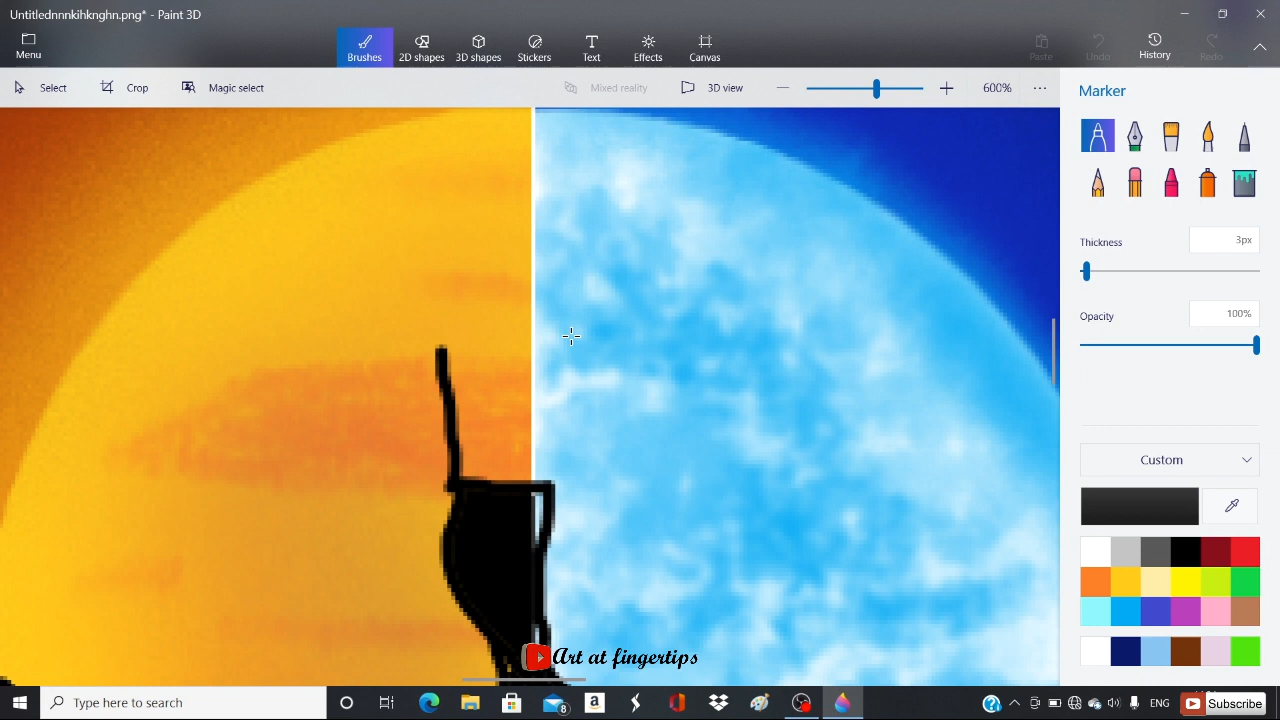 Untitlednnnkihknghn.png* - Paint 3D
Menu
Brushes
2D shapes
3D shapes
Stickers
Text
Effects
Canvas
Paste
Undo
History
Redo
Select
Crop
Magic select
Mixed reality
3D view
600%
Marker
Thickness
3px
Opacity
100%
Custom
Art at fingertips
Type here to search
8
ENG
Subscribe